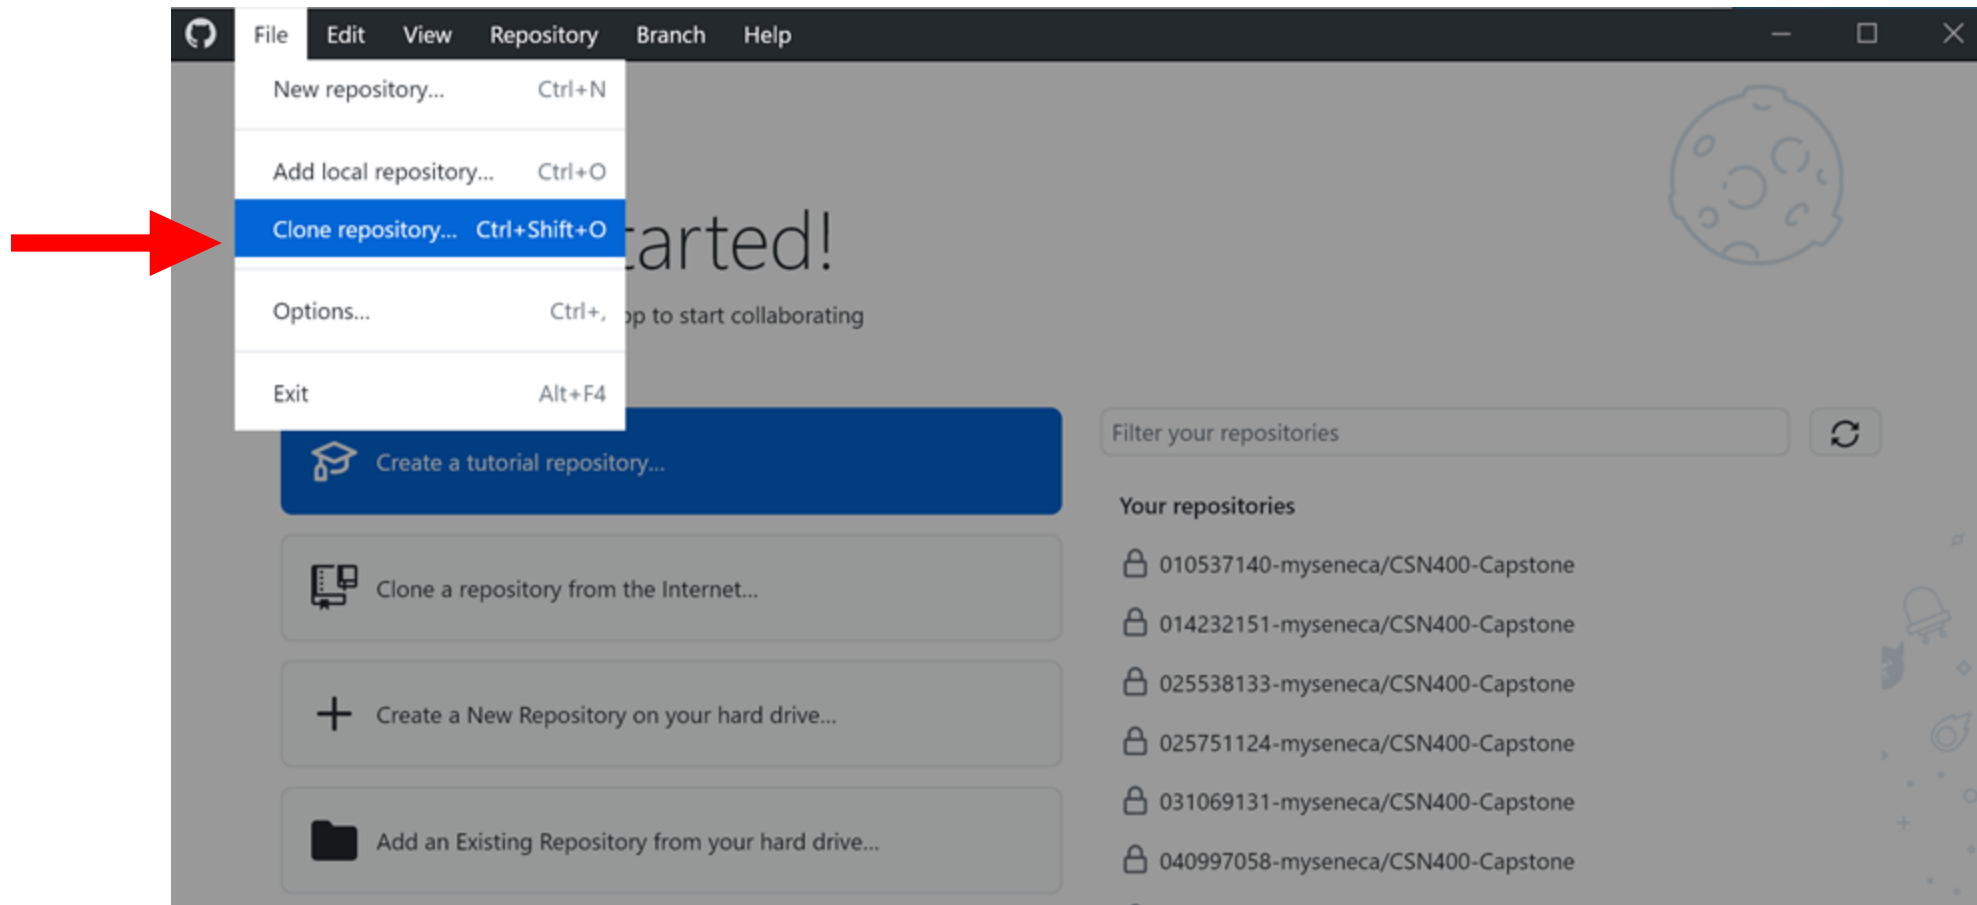 File Edit View Repository Branch Help
New repository... Ctrl+N
Add local repository... Ctrl+O
Clone repository... Ctrl+Shift+O
tarted!
Options... Ctrl+,
to start collaborating
Exit Alt+F4
Create a tutorial repository...
Clone a repository from the Internet...
Create a New Repository on your hard drive...
Add an Existing Repository from your hard drive...
Filter your repositories
Your repositories
010537140-myseneca/CSN400-Capstone
014232151-myseneca/CSN400-Capstone
025538133-myseneca/CSN400-Capstone
025751124-myseneca/CSN400-Capstone
031069131-myseneca/CSN400-Capstone
040997058-myseneca/CSN400-Capstone